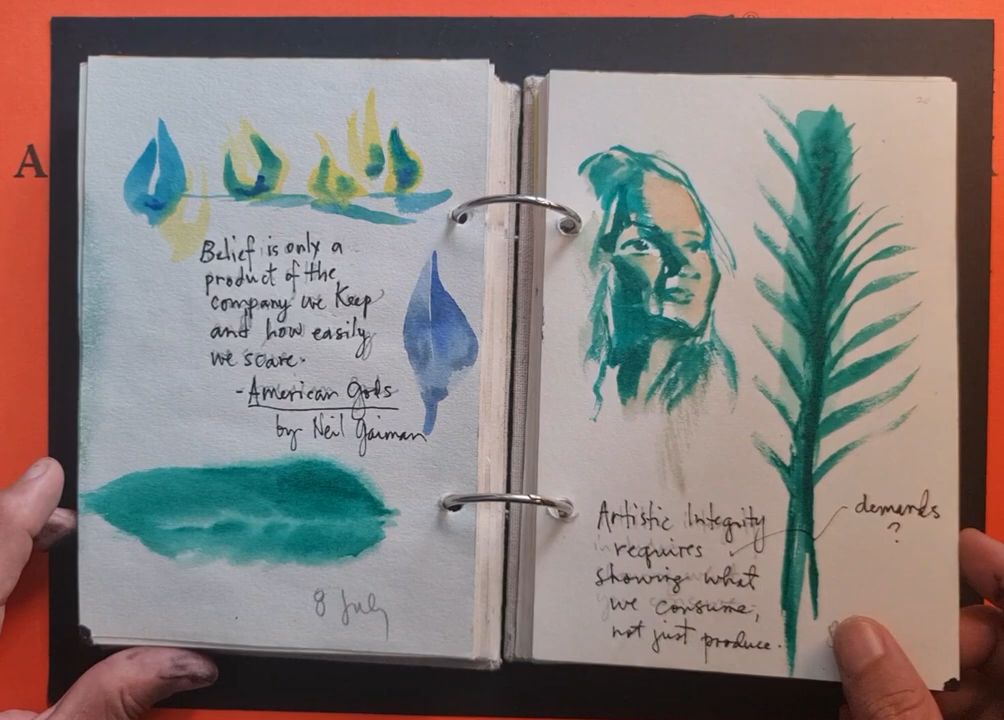 A
Belief is only a
product of the
company we Keep
and how easily
we scare.
- American Gods
by Neil Gaiman
8 July
20
Artistic Integrity
requires
showing what
we consume,
not just produce.
demands
?